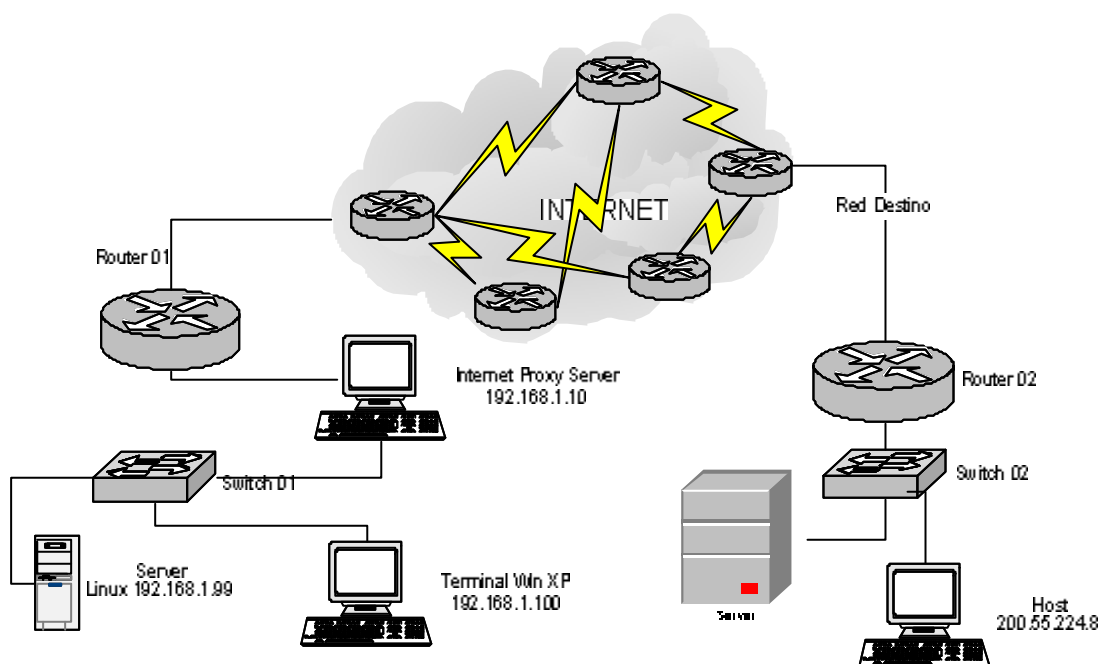 INTERNET
Red Destino
Router 01
Internet Proxy Server
192.168.1.10
Router 02
Switch 01
Switch 02
Server
Linux 192.168.1.99
Terminal Win XP
192.168.1.100
Server
Host
200.55.224.8